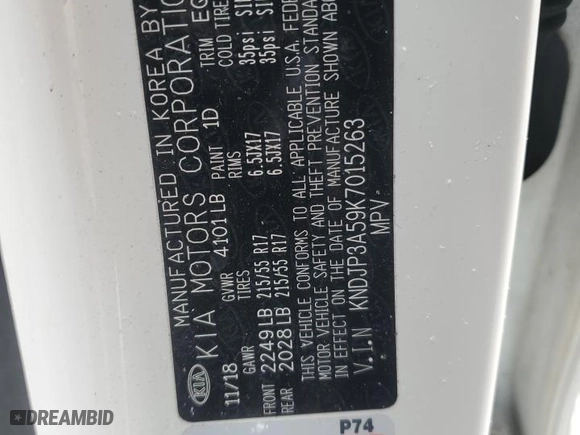 MANUFACTURED IN KOREA BY
KIA MOTORS CORPORATION
11/18 GVWR 4101LB PAINT 1D TRIM
GAWR TIRES RIMS COLD TIRE
FRONT 2249LB 215/55 R17 6.5JX17 35psi
REAR 2028LB 215/55 R17 6.5JX17 35psi
THIS VEHICLE CONFORMS TO ALL APPLICABLE U.S.A. FEDE
MOTOR VEHICLE SAFETY AND THEFT PREVENTION STANDA
EFFECT ON THE DATE OF MANUFACTURE SHOWN ABO
V.I.N KNDJP3A59K7015263
MPV
KIA
P74
DREAMBID